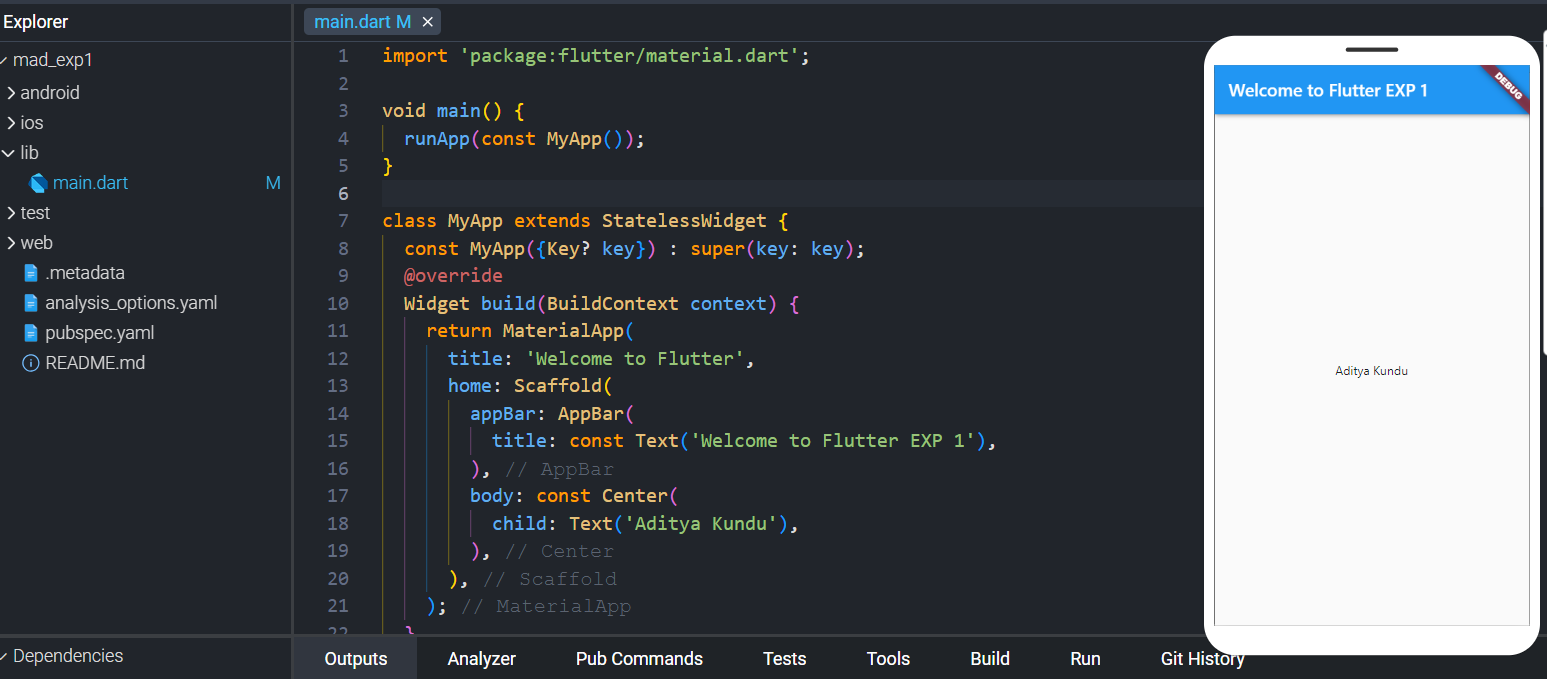 Explorer
mad_exp1
android
ios
lib
main.dart M
test
web
.metadata
analysis_options.yaml
pubspec.yaml
README.md
Dependencies
main.dart M ×
1 import 'package:flutter/material.dart';
2
3 void main() {
4   runApp(const MyApp());
5 }
6
7 class MyApp extends StatelessWidget {
8   const MyApp({Key? key}) : super(key: key);
9   @override
10   Widget build(BuildContext context) {
11     return MaterialApp(
12       title: 'Welcome to Flutter',
13       home: Scaffold(
14         appBar: AppBar(
15           title: const Text('Welcome to Flutter EXP 1'),
16         ), // AppBar
17         body: const Center(
18           child: Text('Aditya Kundu'),
19         ), // Center
20       ), // Scaffold
21     ); // MaterialApp
22   }
Outputs Analyzer Pub Commands Tests Tools Build Run Git History
Welcome to Flutter EXP 1
DEBUG
Aditya Kundu